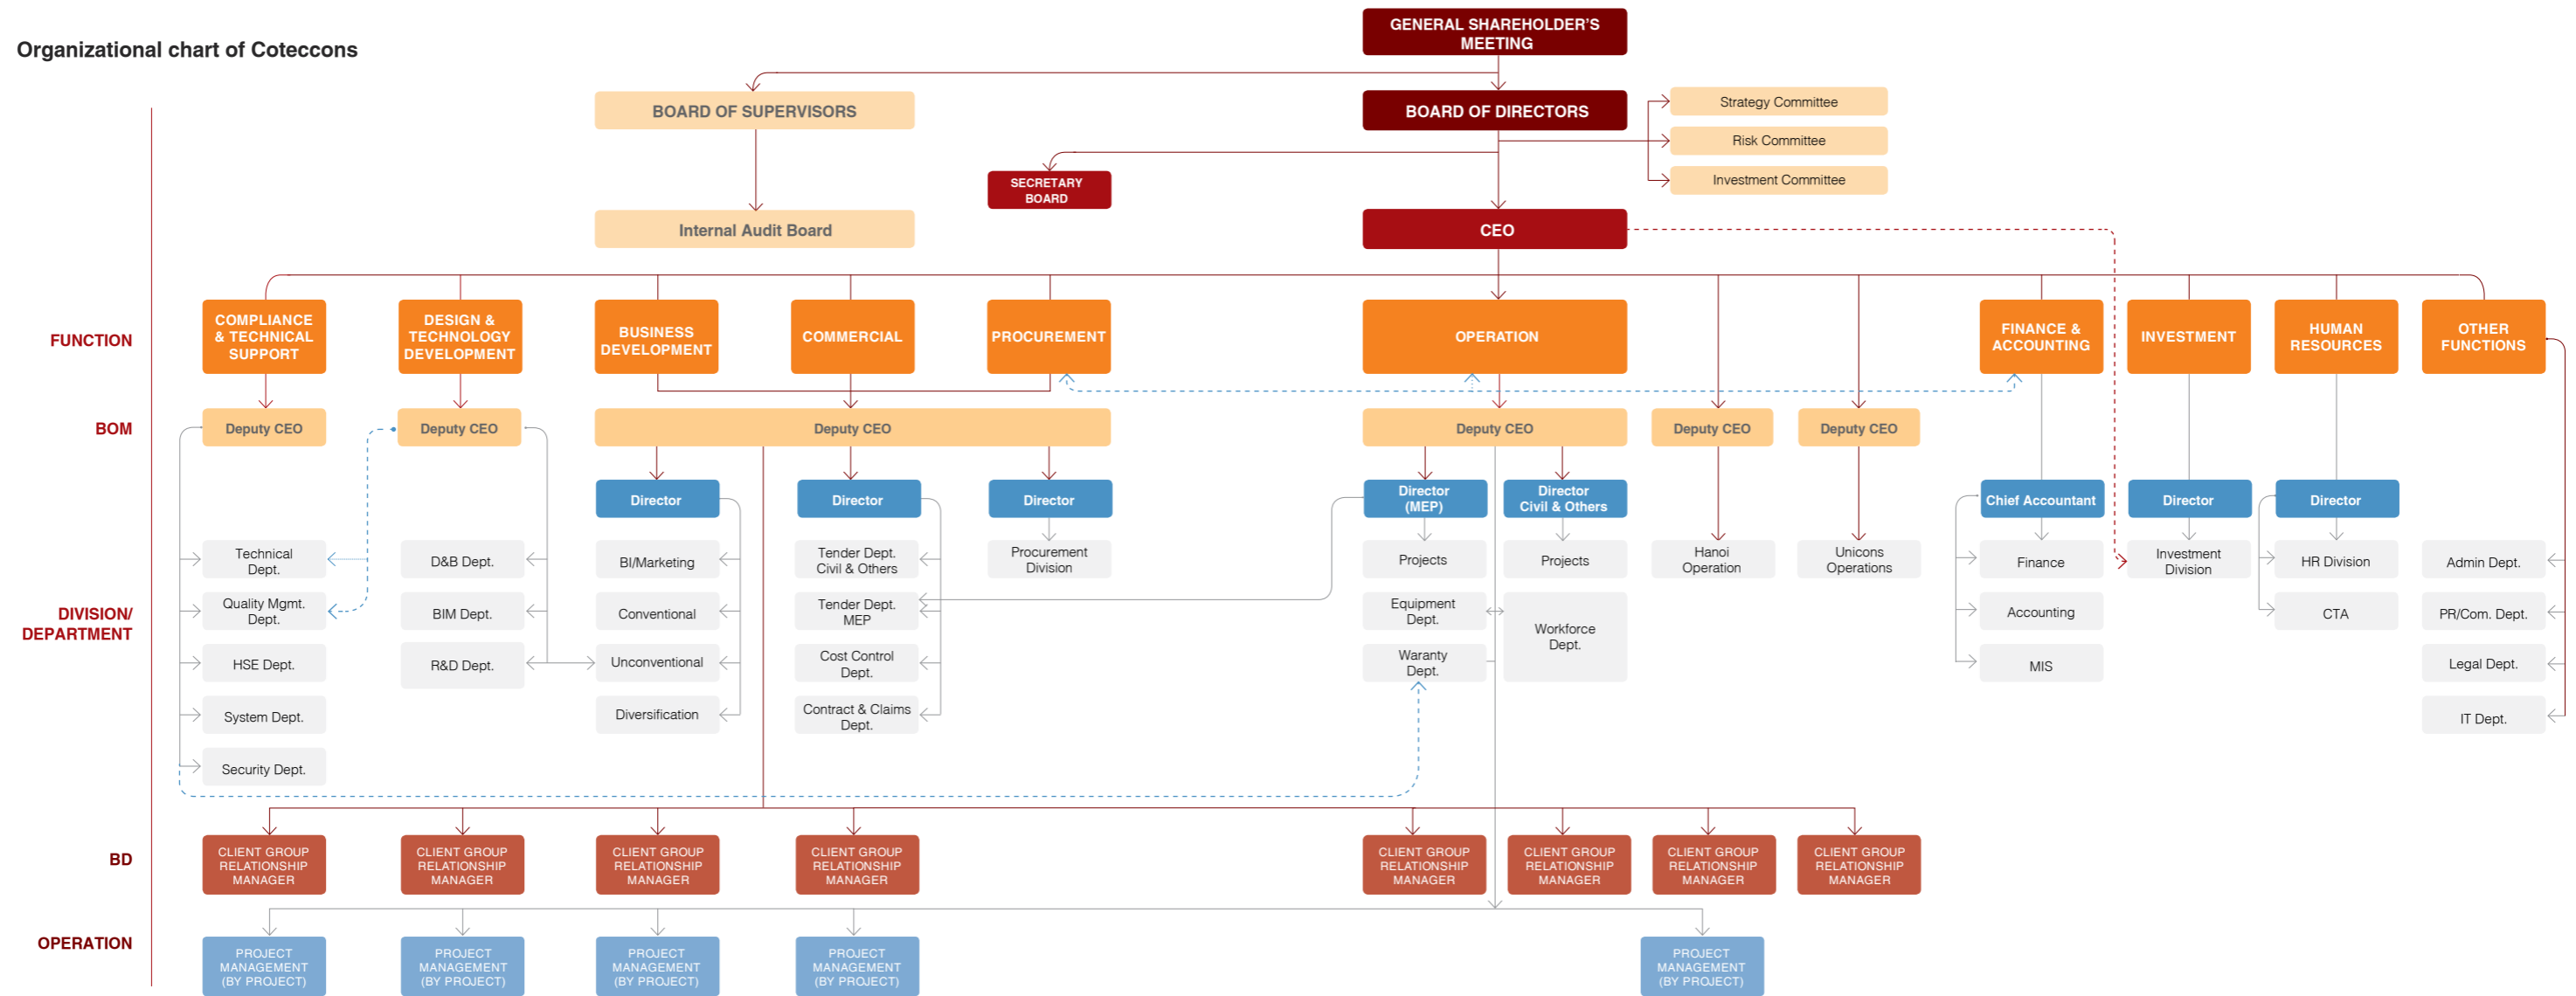 Organizational chart of Coteccons
GENERAL SHAREHOLDER'S
MEETING
BOARD OF SUPERVISORS
BOARD OF DIRECTORS
Strategy Committee
Risk Committee
Investment Committee
SECRETARY
BOARD
Internal Audit Board
CEO
FUNCTION
COMPLIANCE
& TECHNICAL
SUPPORT
DESIGN &
TECHNOLOGY
DEVELOPMENT
BUSINESS
DEVELOPMENT
COMMERCIAL
PROCUREMENT
OPERATION
FINANCE &
ACCOUNTING
INVESTMENT
HUMAN
RESOURCES
OTHER
FUNCTIONS
BOM
Deputy CEO
Deputy CEO
Deputy CEO
Deputy CEO
Deputy CEO
Deputy CEO
Director
Director
Director
Director
(MEP)
Director
Civil & Others
Chief Accountant
Director
Director
DIVISION/
DEPARTMENT
Technical
Dept.
Quality Mgmt.
Dept.
HSE Dept.
System Dept.
Security Dept.
D&B Dept.
BIM Dept.
R&D Dept.
BI/Marketing
Conventional
Unconventional
Diversification
Tender Dept.
Civil & Others
Tender Dept.
MEP
Cost Control
Dept.
Contract & Claims
Dept.
Procurement
Division
Projects
Equipment
Dept.
Waranty
Dept.
Projects
Workforce
Dept.
Hanoi
Operation
Unicons
Operations
Finance
Accounting
MIS
Investment
Division
HR Division
CTA
Admin Dept.
PR/Com. Dept.
Legal Dept.
IT Dept.
BD
CLIENT GROUP
RELATIONSHIP
MANAGER
CLIENT GROUP
RELATIONSHIP
MANAGER
CLIENT GROUP
RELATIONSHIP
MANAGER
CLIENT GROUP
RELATIONSHIP
MANAGER
CLIENT GROUP
RELATIONSHIP
MANAGER
CLIENT GROUP
RELATIONSHIP
MANAGER
CLIENT GROUP
RELATIONSHIP
MANAGER
CLIENT GROUP
RELATIONSHIP
MANAGER
OPERATION
PROJECT
MANAGEMENT
(BY PROJECT)
PROJECT
MANAGEMENT
(BY PROJECT)
PROJECT
MANAGEMENT
(BY PROJECT)
PROJECT
MANAGEMENT
(BY PROJECT)
PROJECT
MANAGEMENT
(BY PROJECT)